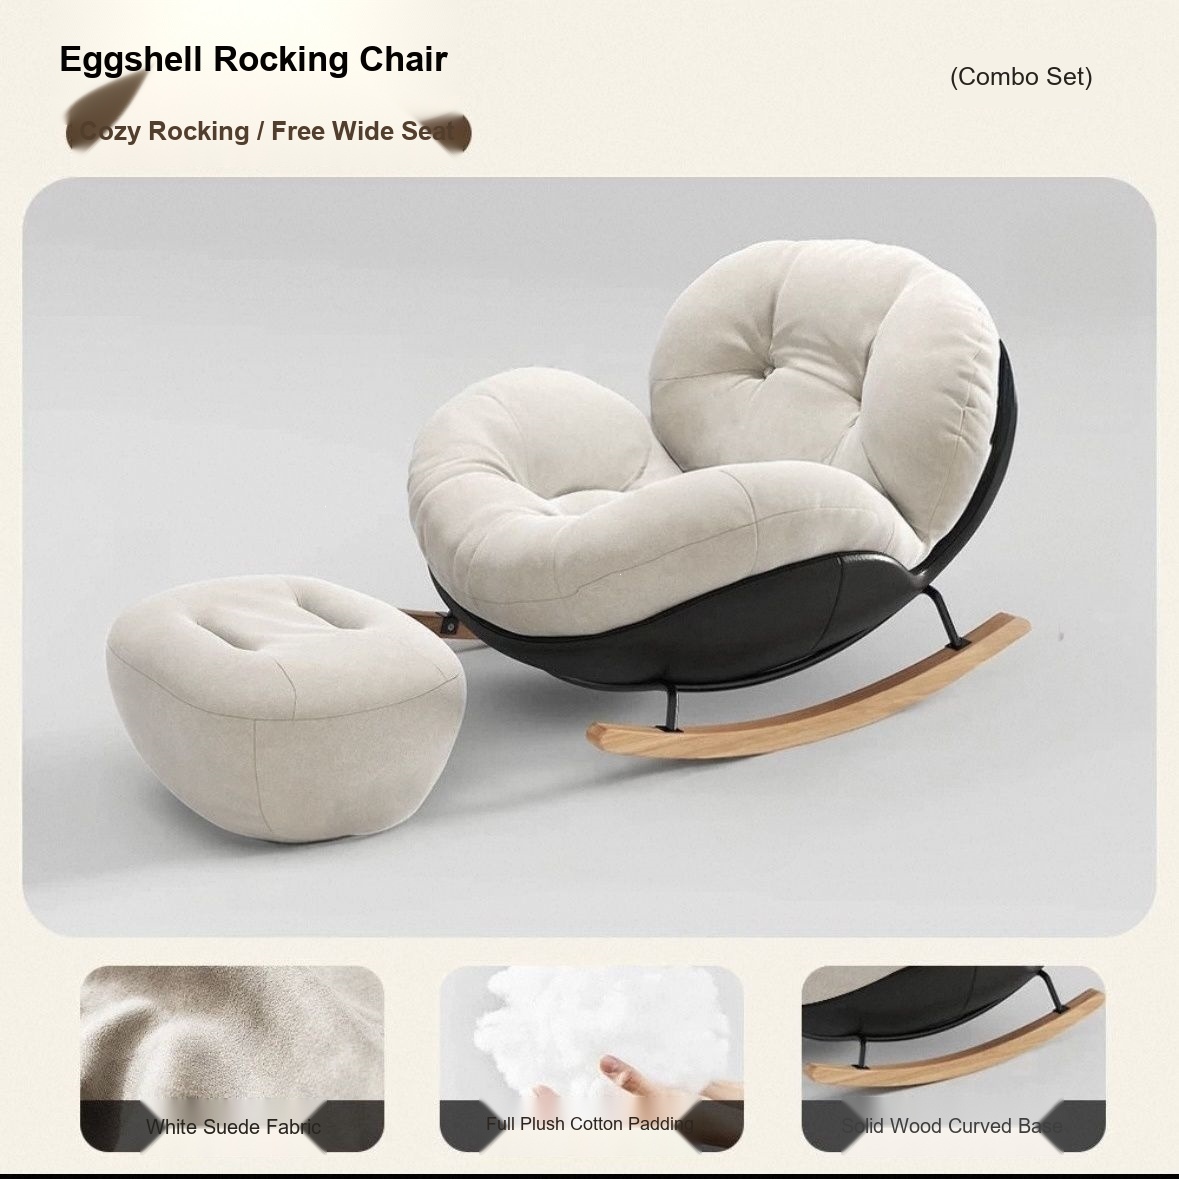 Eggshell Rocking Chair
(Combo Set)
Cozy Rocking / Free Wide Seat
White Suede Fabric
Full Plush Cotton Padding
Solid Wood Curved Base